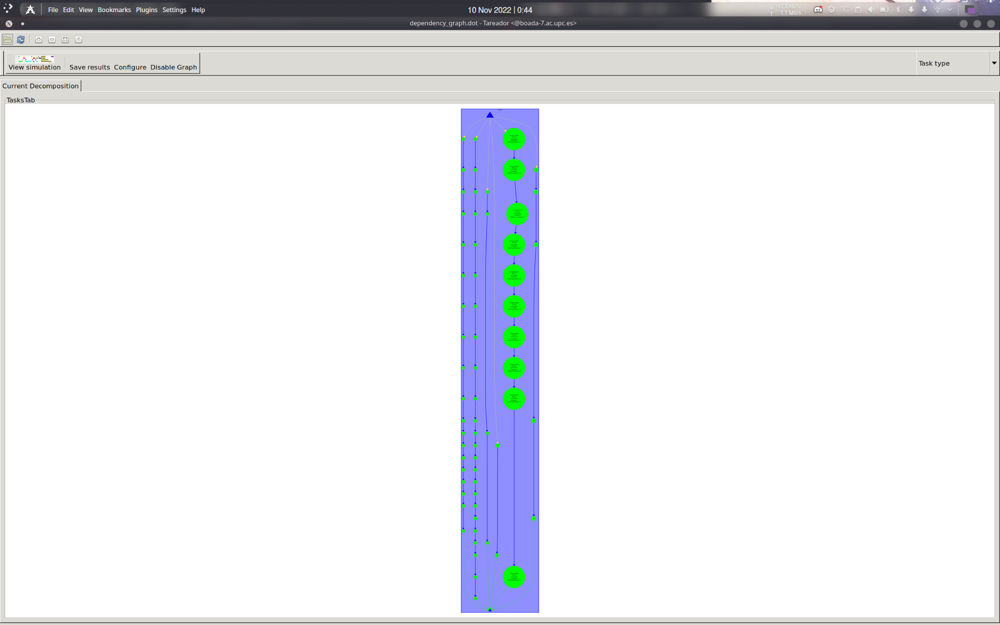 File Edit View Bookmarks Plugins Settings Help
10 Nov 2022 | 0:44
↓ 147.5 Kb/s
↑ 1.1 Mb/s
dependency_graph.dot - Tareador <@boada-7.ac.upc.es>
View simulation Save results Configure Disable Graph
Task type
Current Decomposition
TasksTab